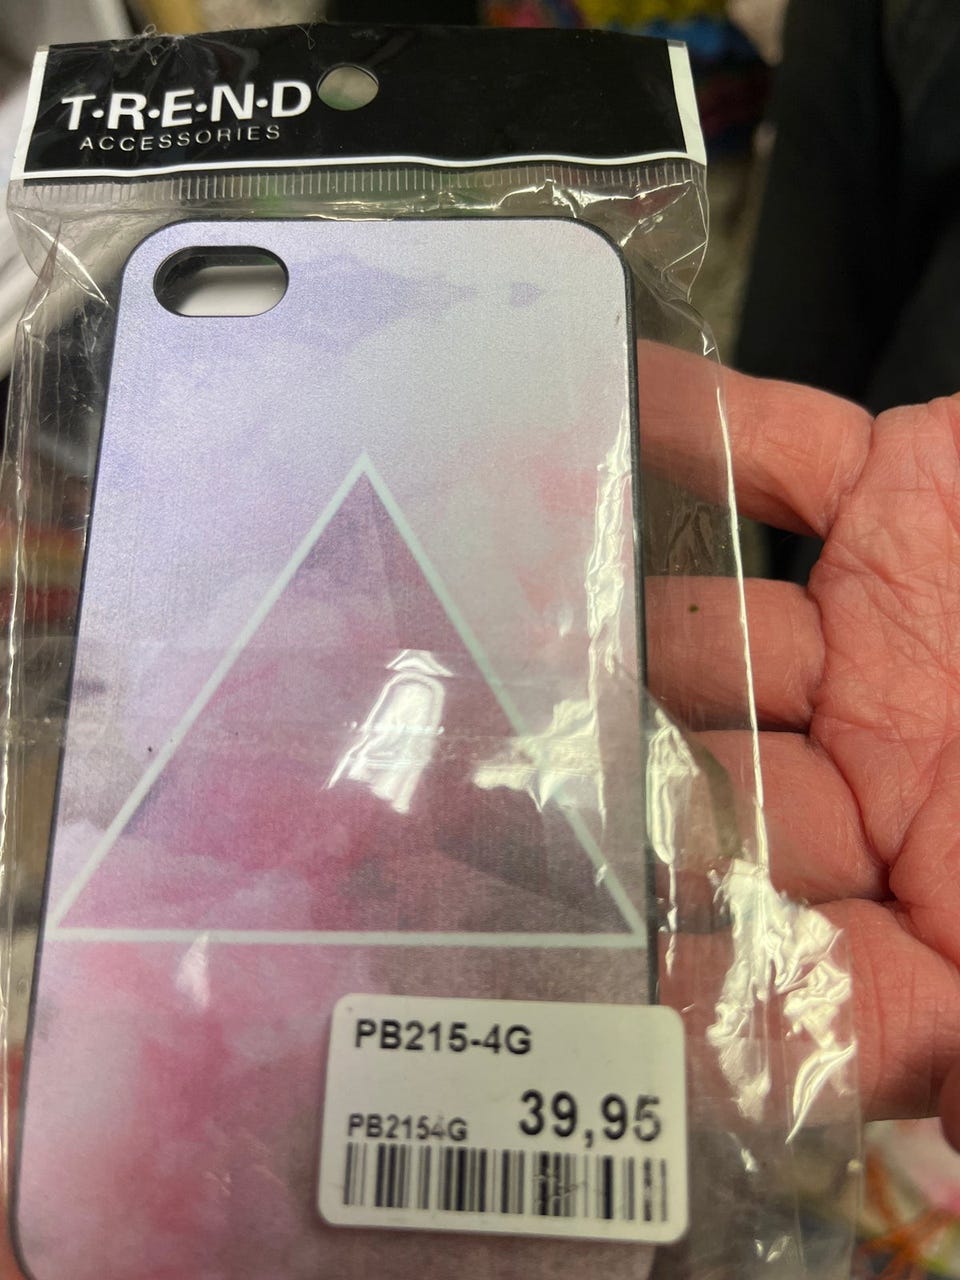 T·R·E·N·D
ACCESSORIES
PB215-4G
39,95
PB2154G